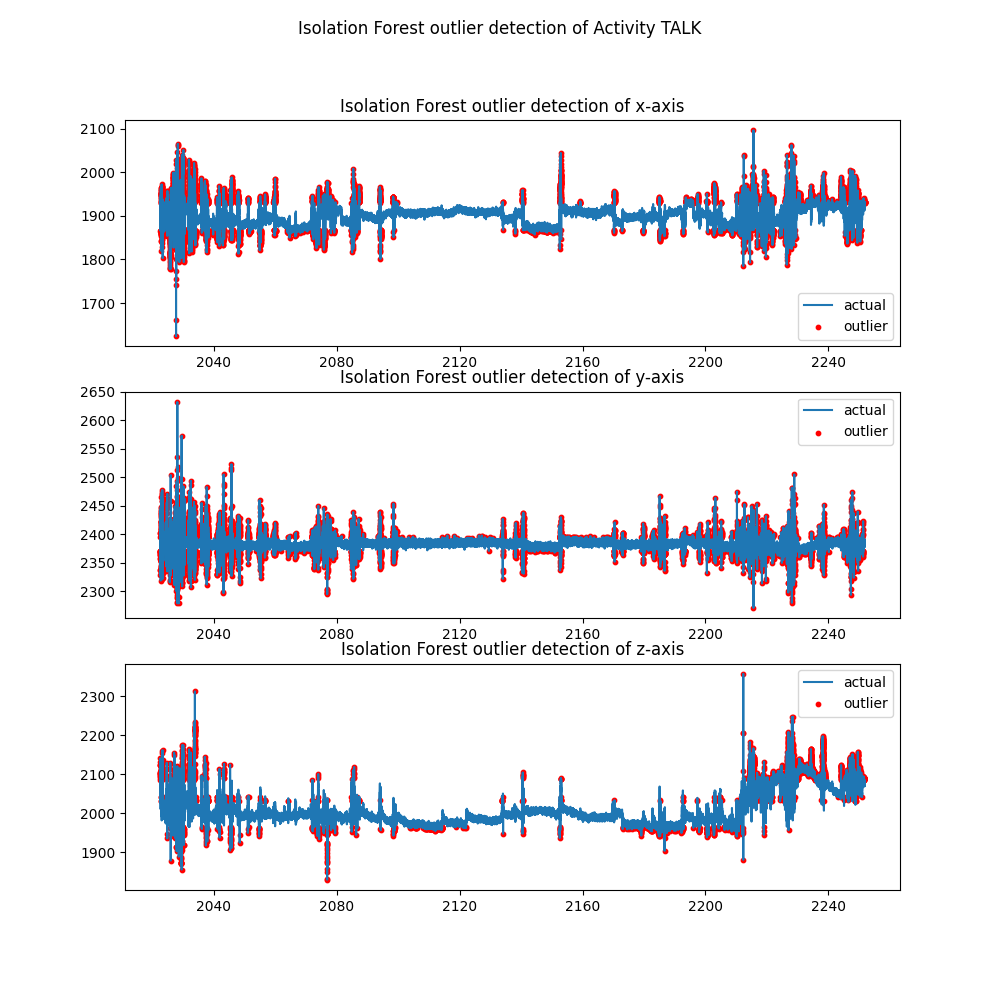 Isolation Forest outlier detection of Activity TALK
Isolation Forest outlier detection of x-axis
2100
2000
1900
1800
1700
actual
outlier
2040 2080 2120 2160 2200 2240
Isolation Forest outlier detection of y-axis
2650
2600
2550
2500
2450
2400
2350
2300
actual
outlier
2040 2080 2120 2160 2200 2240
Isolation Forest outlier detection of z-axis
2300
2200
2100
2000
1900
actual
outlier
2040 2080 2120 2160 2200 2240